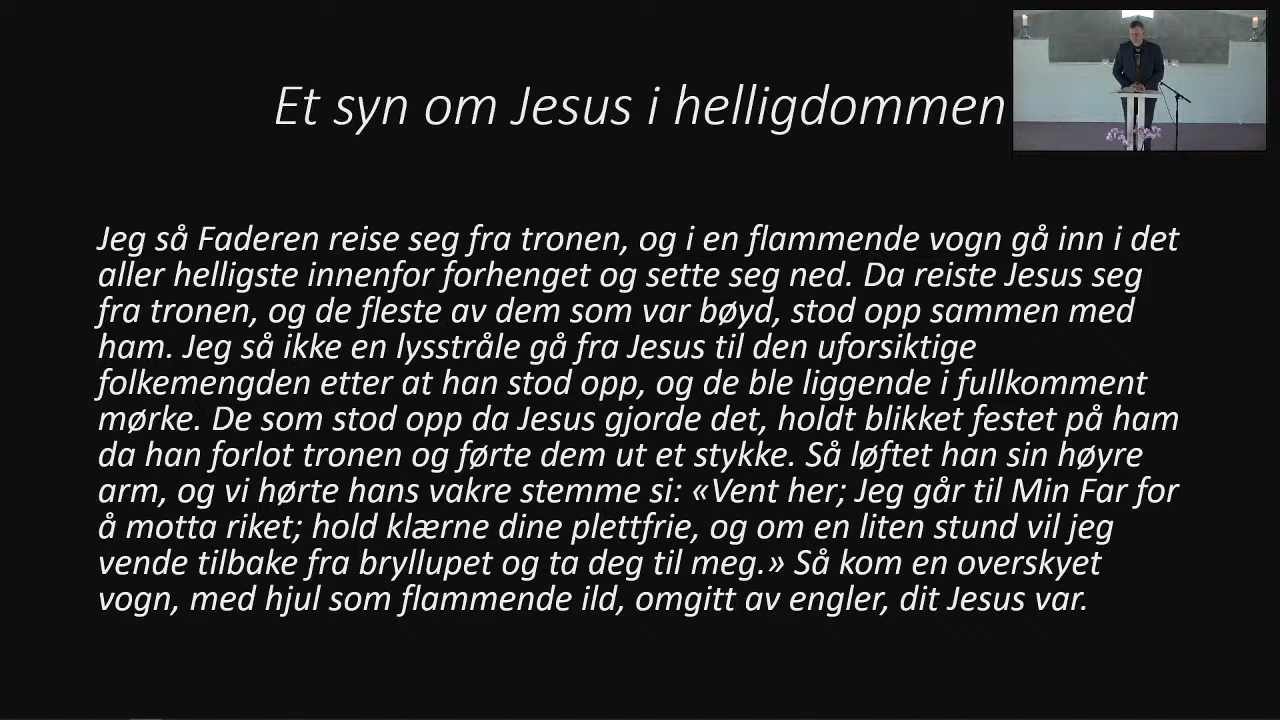 Et syn om Jesus i helligdommen
Jeg så Faderen reise seg fra tronen, og i en flammende vogn gå inn i det
aller helligste innenfor forhenget og sette seg ned. Da reiste Jesus seg
fra tronen, og de fleste av dem som var bøyd, stod opp sammen med
ham. Jeg så ikke en lysstråle gå fra Jesus til den uforsiktige
folkemengden etter at han stod opp, og de ble liggende i fullkomment
mørke. De som stod opp da Jesus gjorde det, holdt blikket festet på ham
da han forlot tronen og førte dem ut et stykke. Så løftet han sin høyre
arm, og vi hørte hans vakre stemme si: «Vent her; Jeg går til Min Far for
å motta riket; hold klærne dine plettfrie, og om en liten stund vil jeg
vende tilbake fra bryllupet og ta deg til meg.» Så kom en overskyet
vogn, med hjul som flammende ild, omgitt av engler, dit Jesus var.